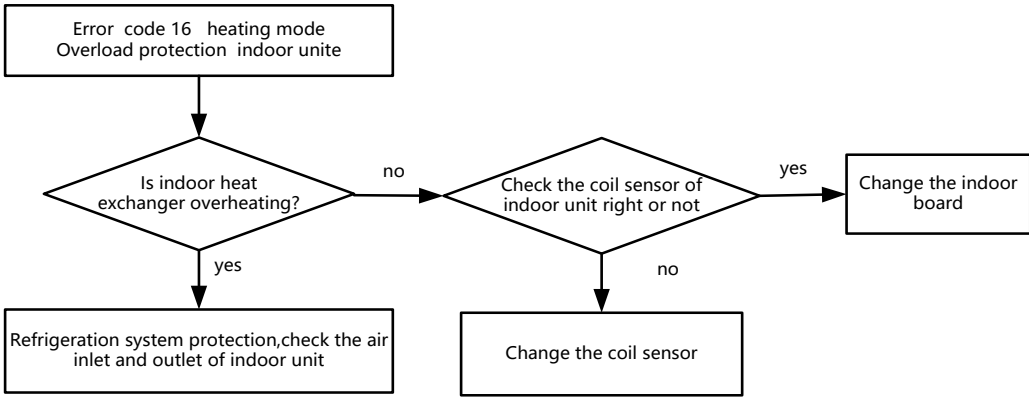 Error code 16 heating mode
Overload protection indoor unite
Is indoor heat
exchanger overheating?
no
Check the coil sensor of
indoor unit right or not
yes
Change the indoor
board
yes
no
Refrigeration system protection,check the air
inlet and outlet of indoor unit
Change the coil sensor